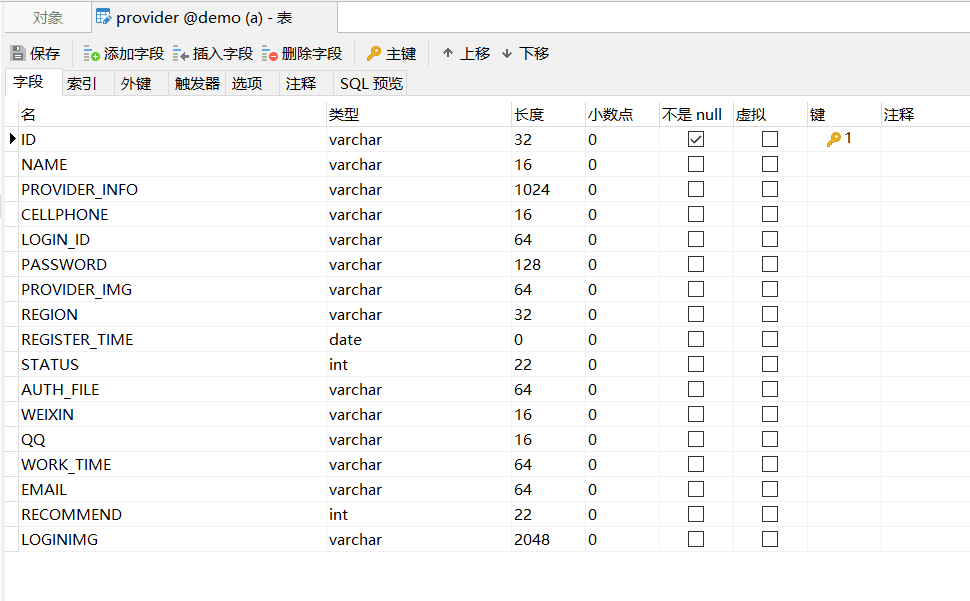 对象 provider @demo (a) - 表
保存 添加字段 插入字段 删除字段 主键 ↑ 上移 ↓ 下移
字段 索引 外键 触发器 选项 注释 SQL 预览
名 类型 长度 小数点 不是 null 虚拟 键 注释
ID varchar 32 0 1
NAME varchar 16 0
PROVIDER_INFO varchar 1024 0
CELLPHONE varchar 16 0
LOGIN_ID varchar 64 0
PASSWORD varchar 128 0
PROVIDER_IMG varchar 64 0
REGION varchar 32 0
REGISTER_TIME date 0 0
STATUS int 22 0
AUTH_FILE varchar 64 0
WEIXIN varchar 16 0
QQ varchar 16 0
WORK_TIME varchar 64 0
EMAIL varchar 64 0
RECOMMEND int 22 0
LOGINIMG varchar 2048 0